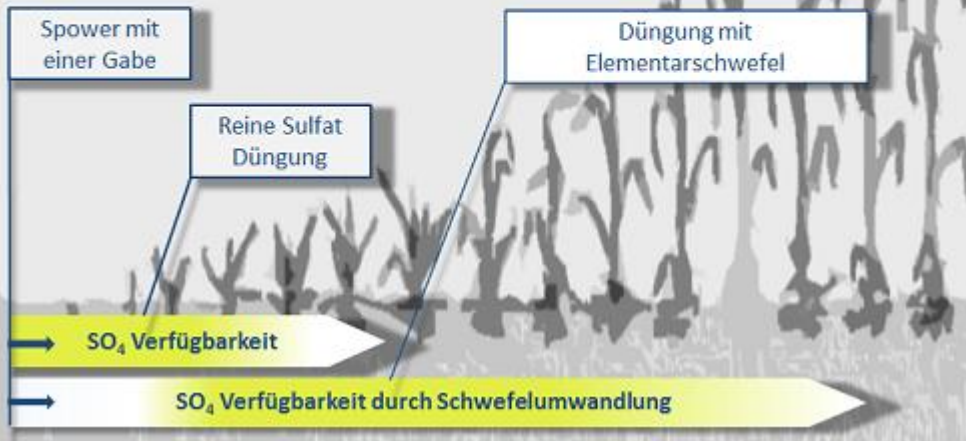 Spower mit
einer Gabe
Düngung mit
Elementarschwefel
Reine Sulfat
Düngung
SO₄ Verfügbarkeit
SO₄ Verfügbarkeit durch Schwefelumwandlung